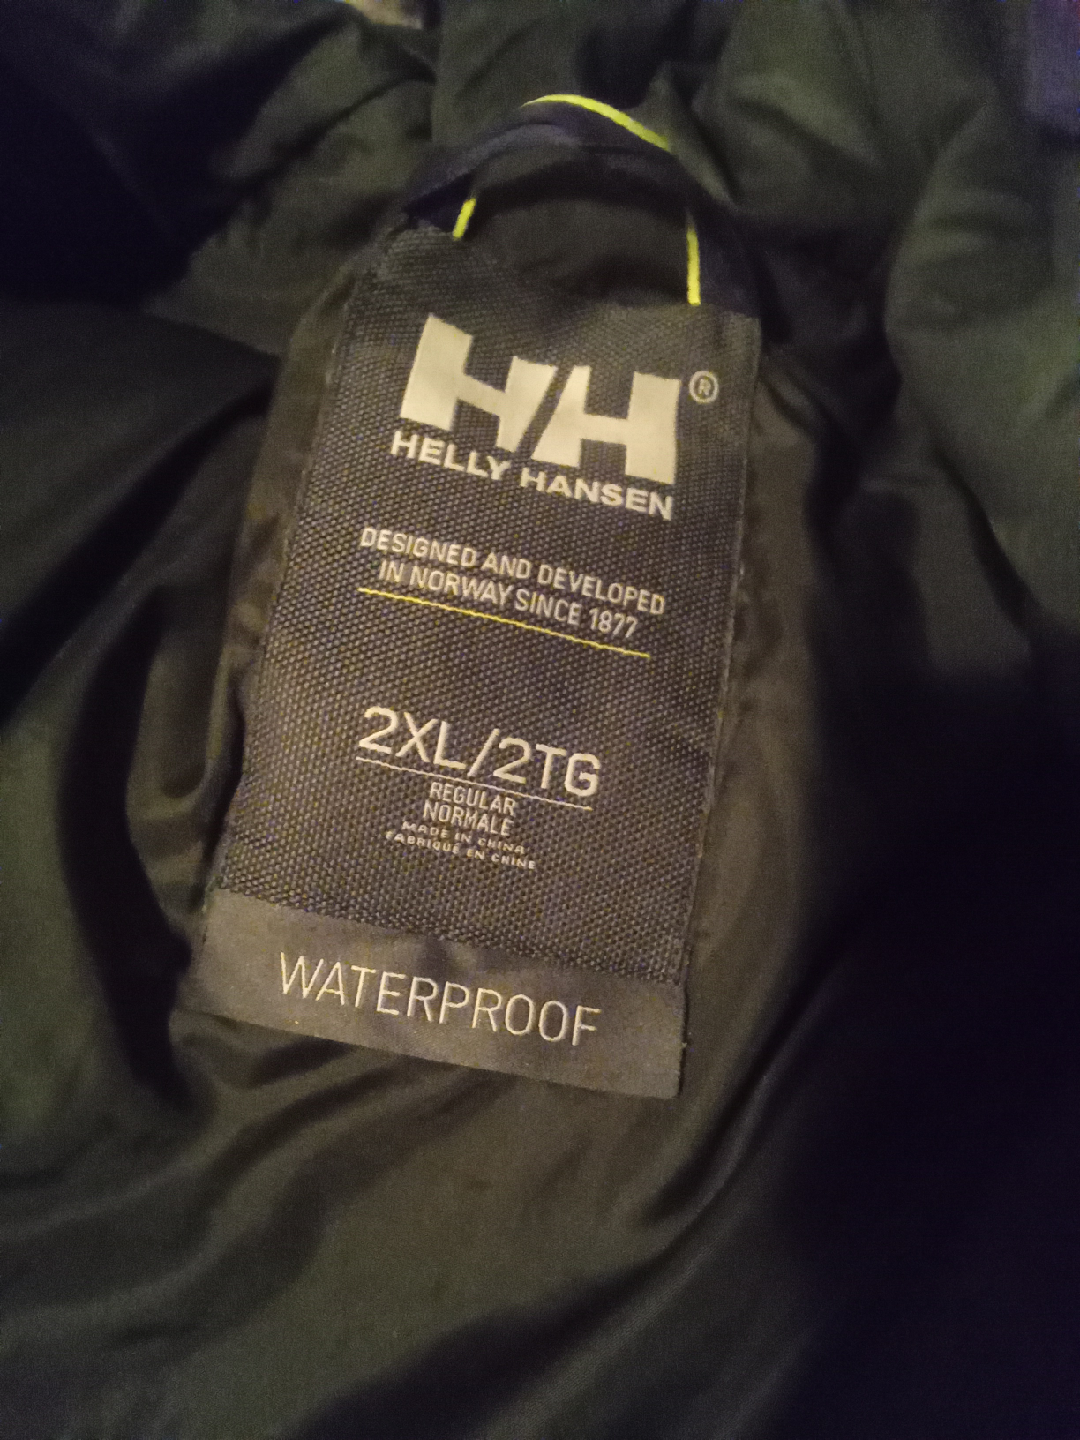 HH®
HELLY HANSEN
DESIGNED AND DEVELOPED
IN NORWAY SINCE 1877
2XL/2TG
REGULAR
NORMALE
MADE IN CHINA
FABRIQUÉ EN CHINE
WATERPROOF